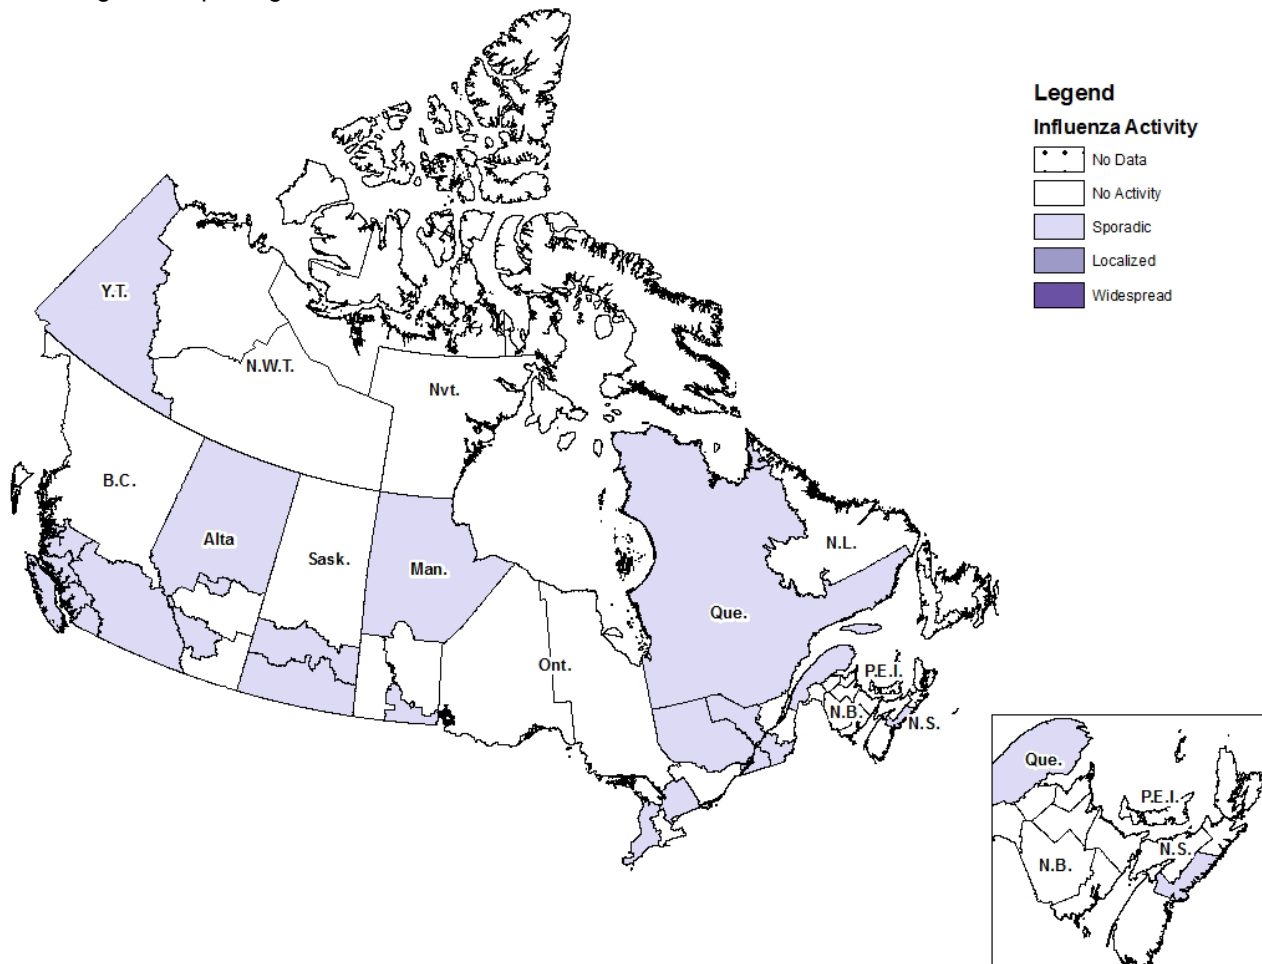 Legend
Influenza Activity
No Data
No Activity
Sporadic
Localized
Widespread
Y.T.
N.W.T.
Nvt.
B.C.
Alta
Sask.
Man.
Ont.
Que.
N.L.
P.E.I.
N.B.
N.S.
Que.
P.E.I.
N.S.
N.B.